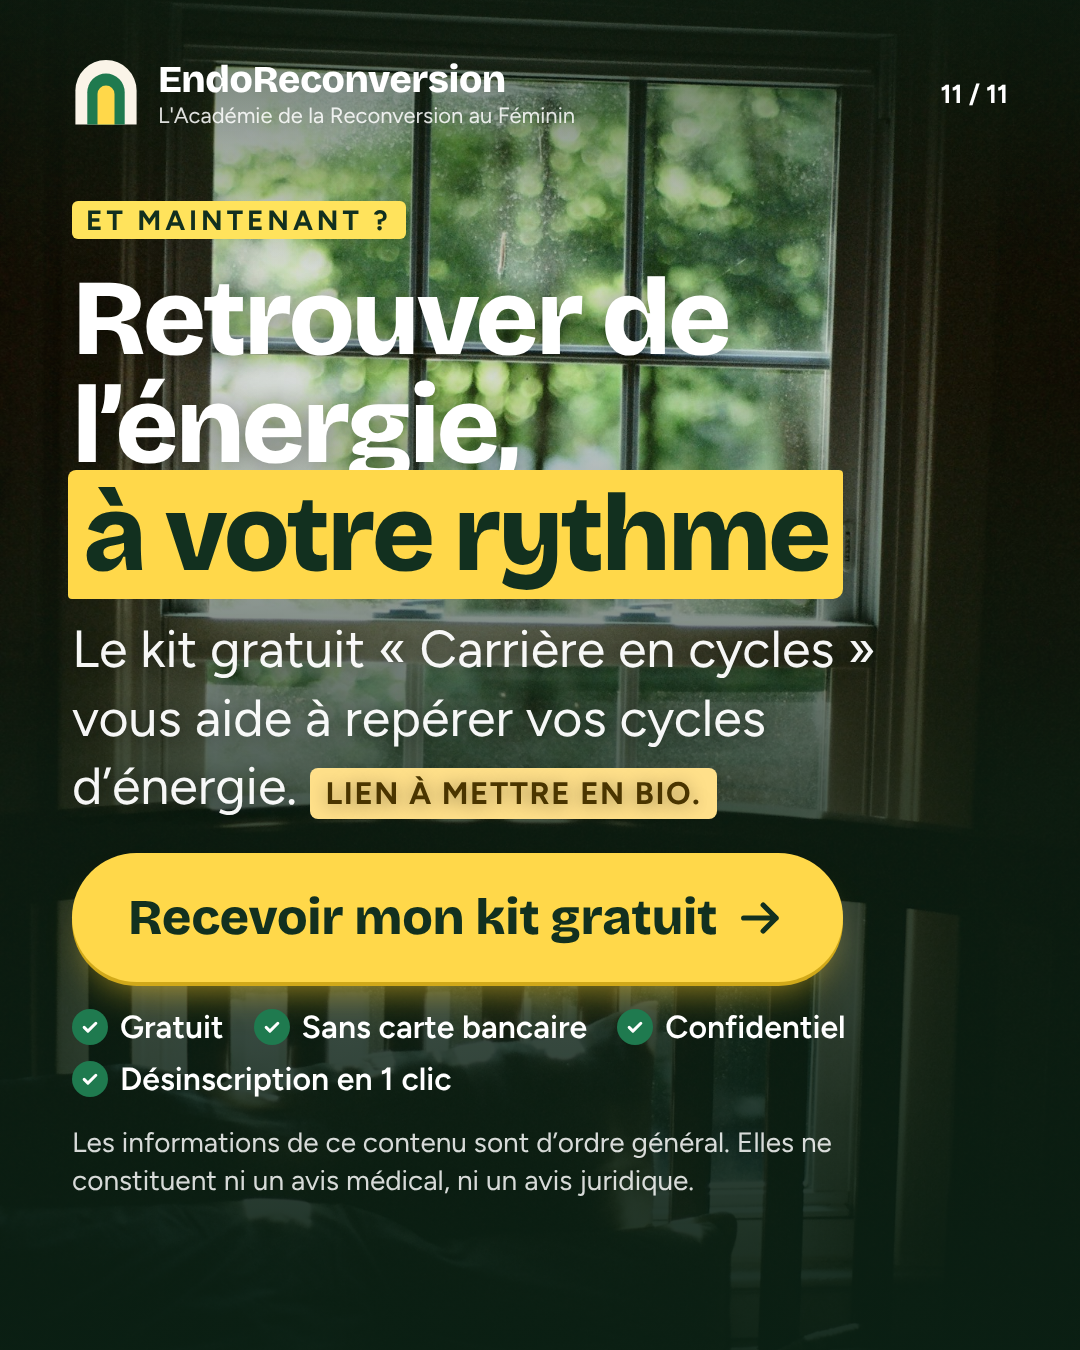 EndoReconversion
L'Académie de la Reconversion au Féminin
11 / 11
ET MAINTENANT ?
Retrouver de
l’énergie,
à votre rythme
Le kit gratuit « Carrière en cycles »
vous aide à repérer vos cycles
d’énergie. LIEN À METTRE EN BIO.
Recevoir mon kit gratuit →
Gratuit Sans carte bancaire Confidentiel
Désinscription en 1 clic
Les informations de ce contenu sont d’ordre général. Elles ne
constituent ni un avis médical, ni un avis juridique.